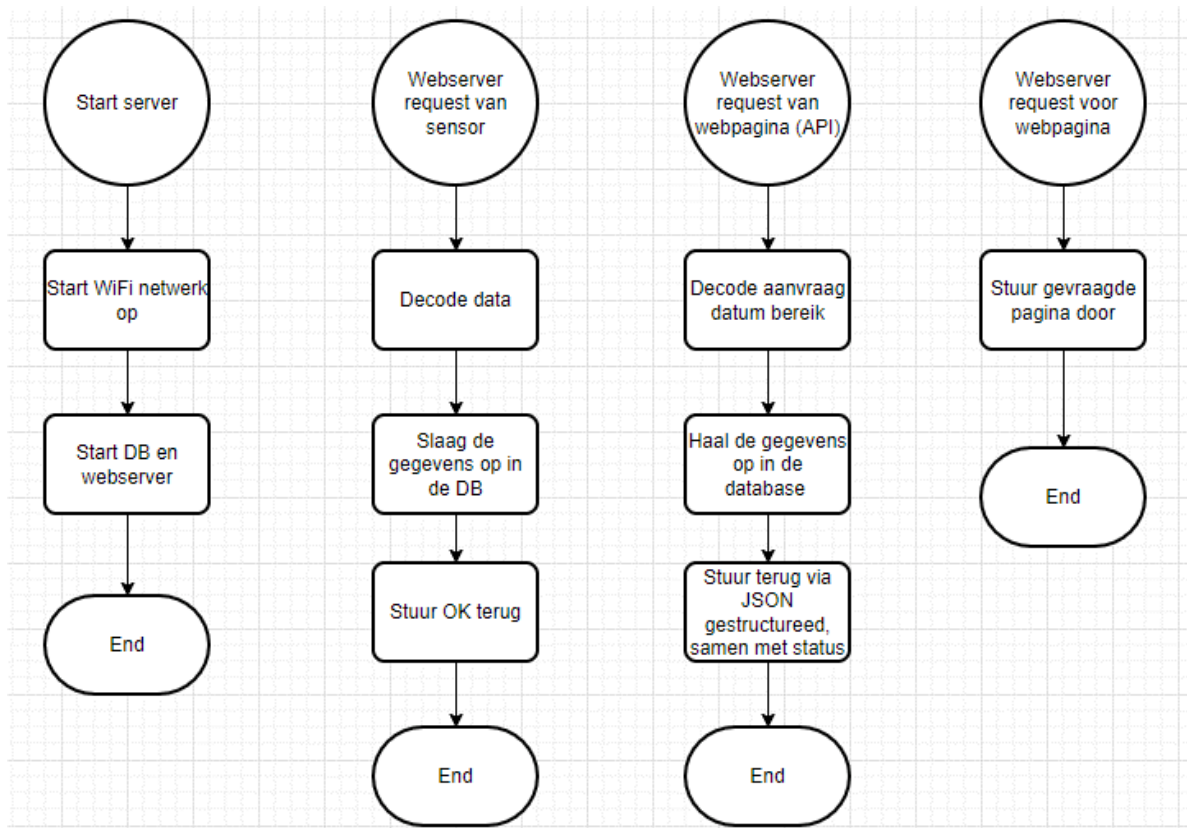 Start server
Start WiFi netwerk
op
Start DB en
webserver
End
Webserver
request van
sensor
Decode data
Slaag de
gegevens op in
de DB
Stuur OK terug
End
Webserver
request van
webpagina (API)
Decode aanvraag
datum bereik
Haal de gegevens
op in de
database
Stuur terug via
JSON
gestructureed,
samen met status
End
Webserver
request voor
webpagina
Stuur gevraagde
pagina door
End